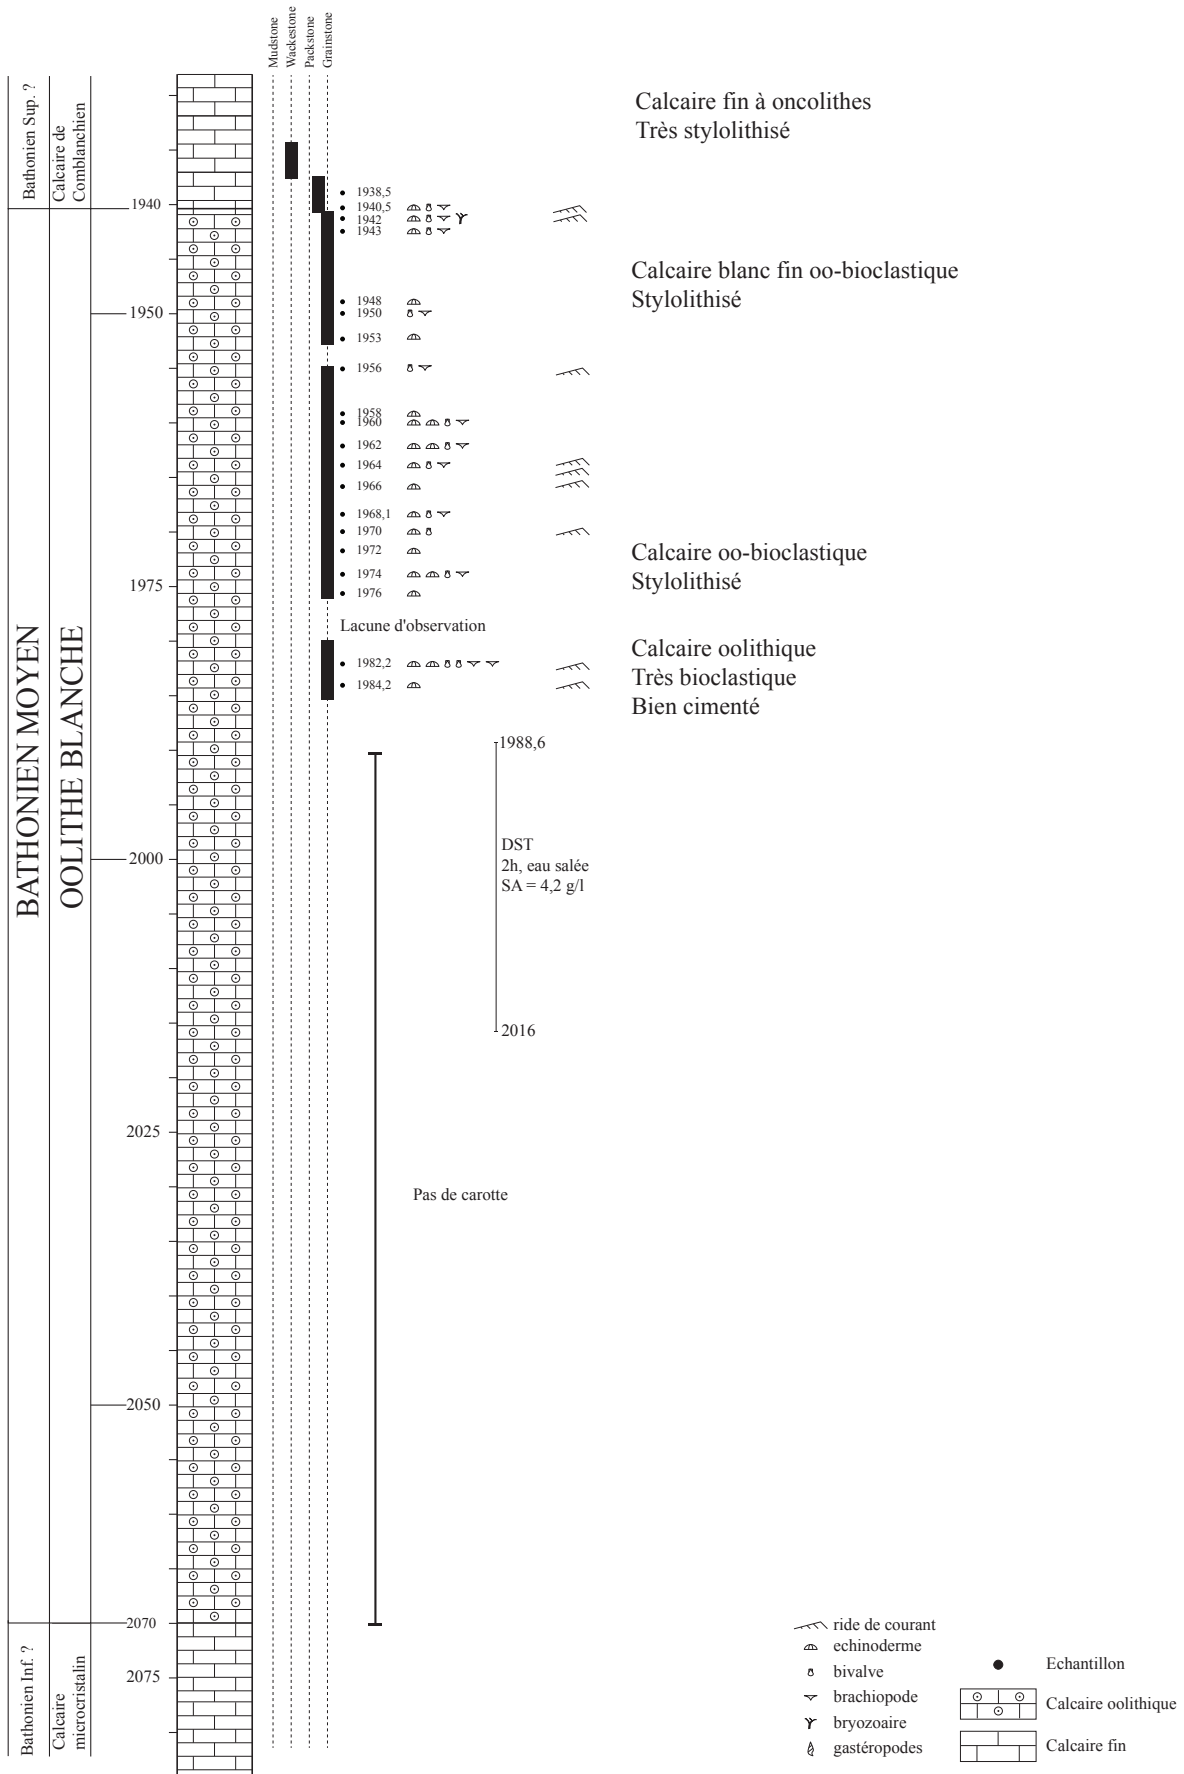 Mudstone
Wackestone
Packstone
Grainstone
Bathonien Sup. ?
Calcaire de
Comblanchien
Calcaire fin à oncolithes
Très stylolithisé
1938,5
1940
1940,5
1942
1943
Calcaire blanc fin oo-bioclastique
Stylolithisé
1948
1950
1950
1953
1956
1958
1960
1962
1964
1966
1968,1
1970
1972
Calcaire oo-bioclastique
Stylolithisé
1974
1975
1976
BATHONIEN MOYEN
OOLITHE BLANCHE
Lacune d'observation
Calcaire oolithique
Très bioclastique
Bien cimenté
1982,2
1984,2
1988,6
DST
2h, eau salée
SA = 4,2 g/l
2000
2016
2025
Pas de carotte
2050
2070
2075
Bathonien Inf. ?
Calcaire
microcristalin
ride de courant
echinoderme
bivalve
brachiopode
bryozoaire
gastéropodes
Echantillon
Calcaire oolithique
Calcaire fin